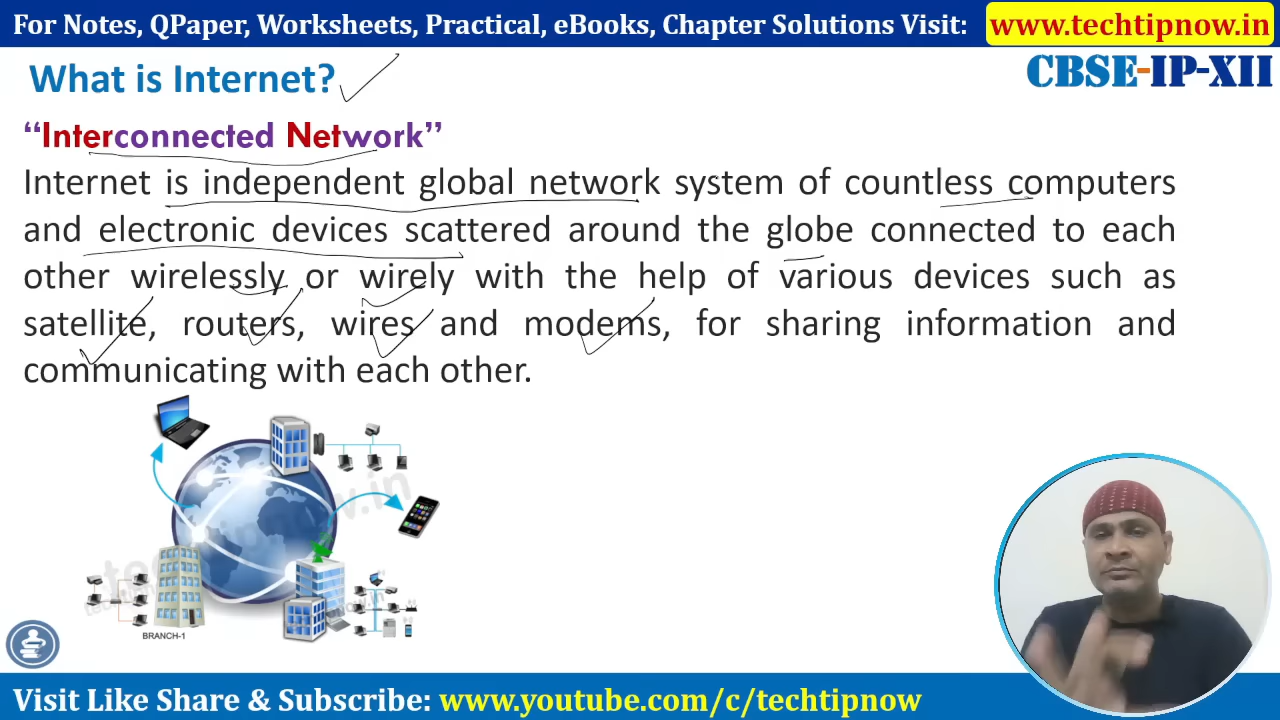 For Notes, QPaper, Worksheets, Practical, eBooks, Chapter Solutions Visit: www.techtipnow.in
What is Internet?
CBSE-IP-XII
“Interconnected Network”
Internet is independent global network system of countless computers
and electronic devices scattered around the globe connected to each
other wirelessly or wirely with the help of various devices such as
satellite, routers, wires and modems, for sharing information and
communicating with each other.
BRANCH-1
Visit Like Share & Subscribe: www.youtube.com/c/techtipnow